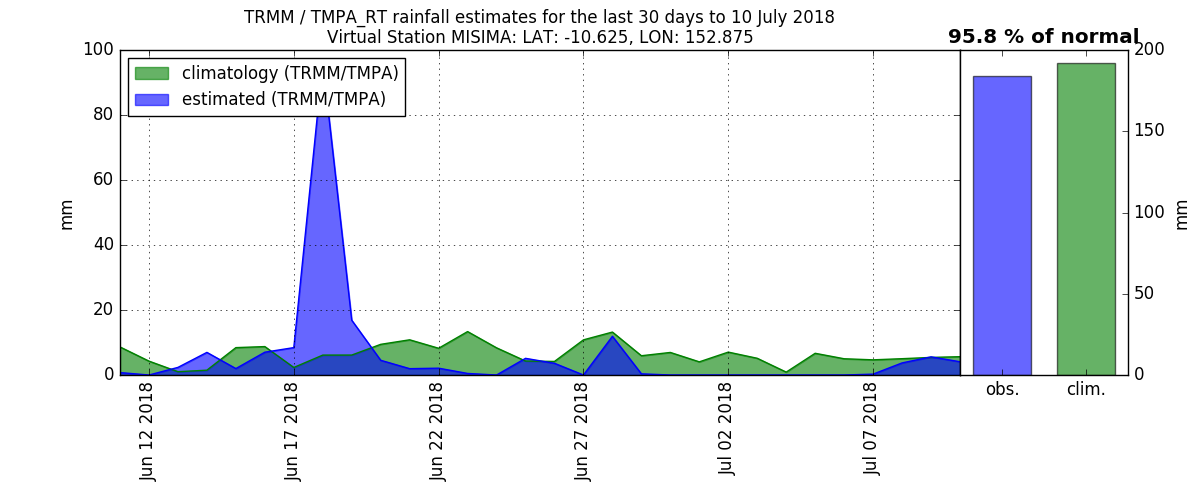 TRMM / TMPA_RT rainfall estimates for the last 30 days to 10 July 2018
Virtual Station MISIMA: LAT: -10.625, LON: 152.875
95.8 % of normal
climatology (TRMM/TMPA)
estimated (TRMM/TMPA)
100
80
60
40
20
0
mm
Jun 12 2018
Jun 17 2018
Jun 22 2018
Jun 27 2018
Jul 02 2018
Jul 07 2018
200
150
100
50
0
mm
obs.
clim.